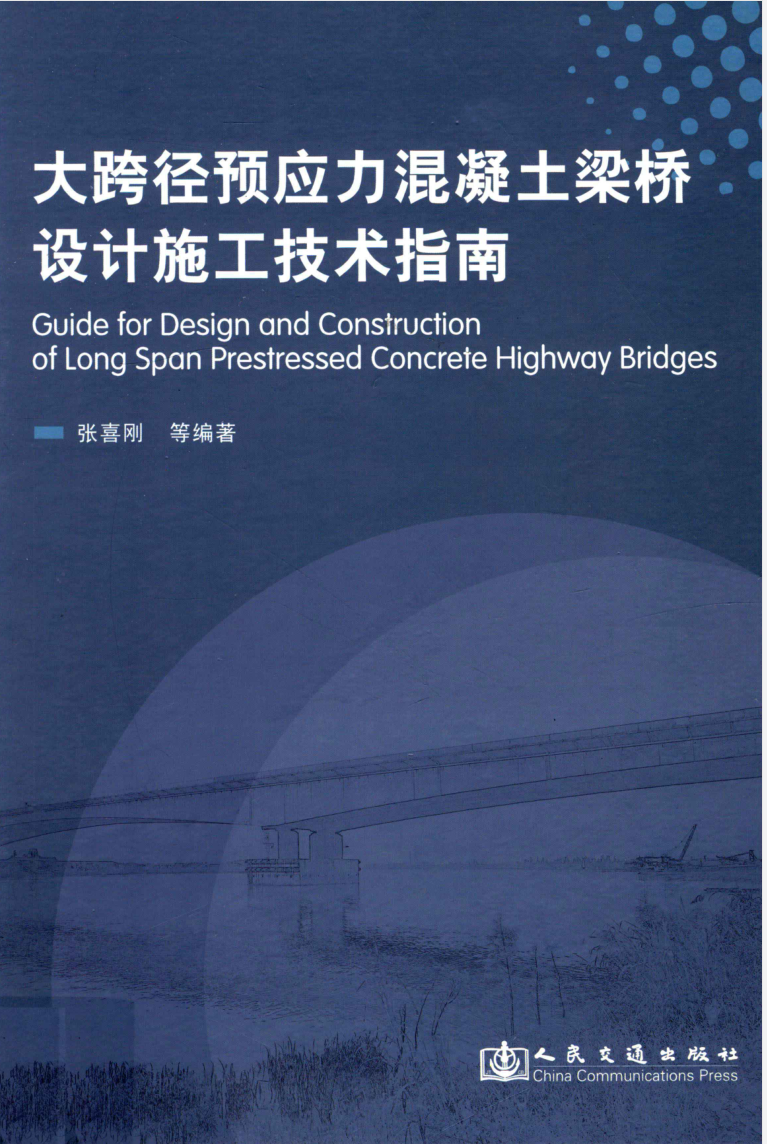 大跨径预应力混凝土梁桥
设计施工技术指南
Guide for Design and Construction
of Long Span Prestressed Concrete Highway Bridges
张喜刚 等编著
人民交通出版社
China Communications Press